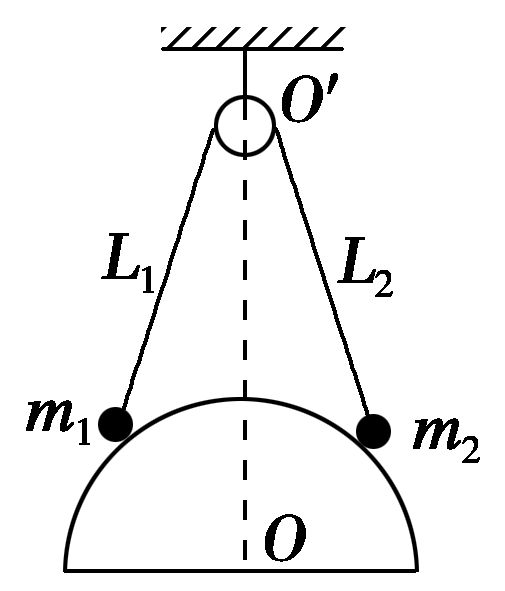 O′
L₁ L₂
m₁ m₂
O